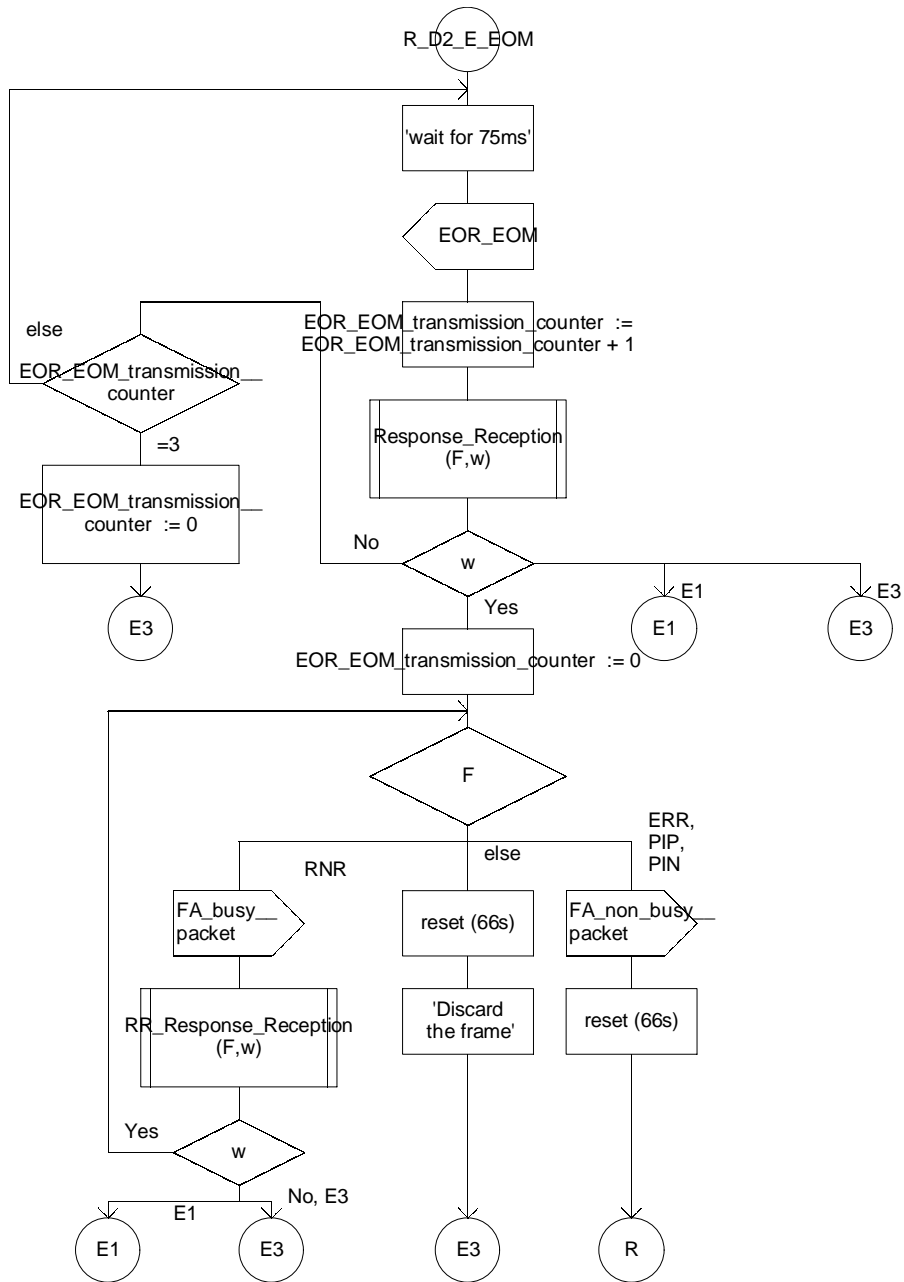 R_D2_E_EOM
'wait for 75ms'
EOR_EOM
else
EOR_EOM_transmission_counter :=
EOR_EOM_transmission_counter + 1
EOR_EOM_transmission__
counter
=3
Response_Reception
(F,w)
EOR_EOM_transmission__
counter := 0
No
w
Yes
E1
E3
E3
E1
E3
EOR_EOM_transmission_counter := 0
F
RNR
else
ERR,
PIP,
PIN
FA_busy__
packet
reset (66s)
FA_non_busy__
packet
RR_Response_Reception
(F,w)
'Discard
the frame'
reset (66s)
Yes
w
E1
No, E3
E1
E3
E3
R